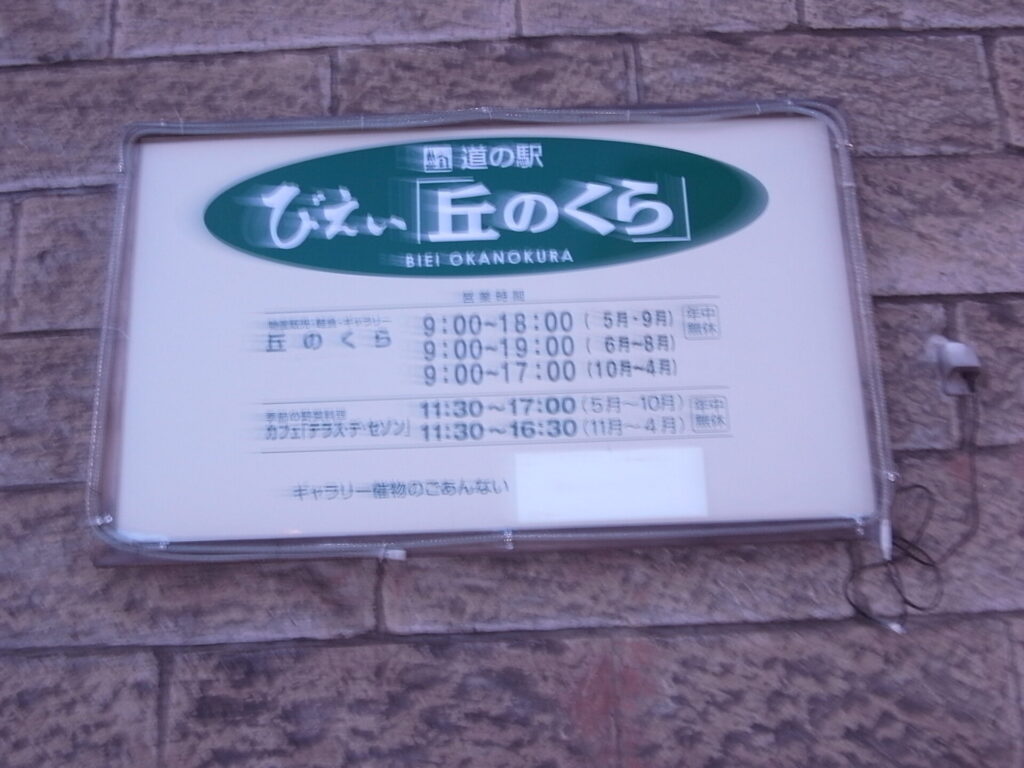 道の駅
びえい「丘のくら」
BIEI OKANOKURA
営業時間
丘のくら
9:00~18:00 (5月・9月)
9:00~19:00 (6月~8月)
9:00~17:00 (10月~4月)
年中無休
カフェ「テラス・デ・セゾン」
11:30~17:00 (5月~10月)
11:30~16:30 (11月~4月)
年中無休
ギャラリー催物のごあんない